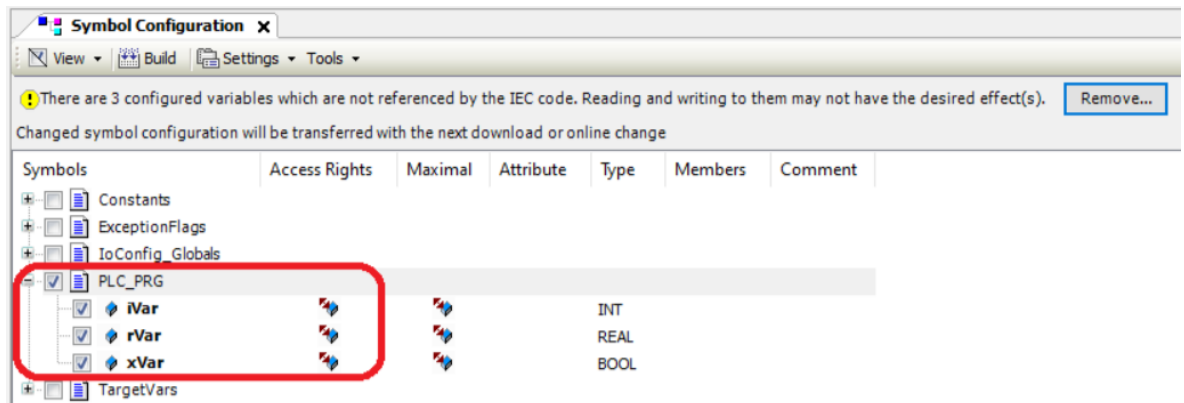 Symbol Configuration X
View Build Settings Tools
There are 3 configured variables which are not referenced by the IEC code. Reading and writing to them may not have the desired effect(s). Remove...
Changed symbol configuration will be transferred with the next download or online change
Symbols Access Rights Maximal Attribute Type Members Comment
Constants
ExceptionFlags
IoConfig_Globals
PLC_PRG
iVar INT
rVar REAL
xVar BOOL
TargetVars